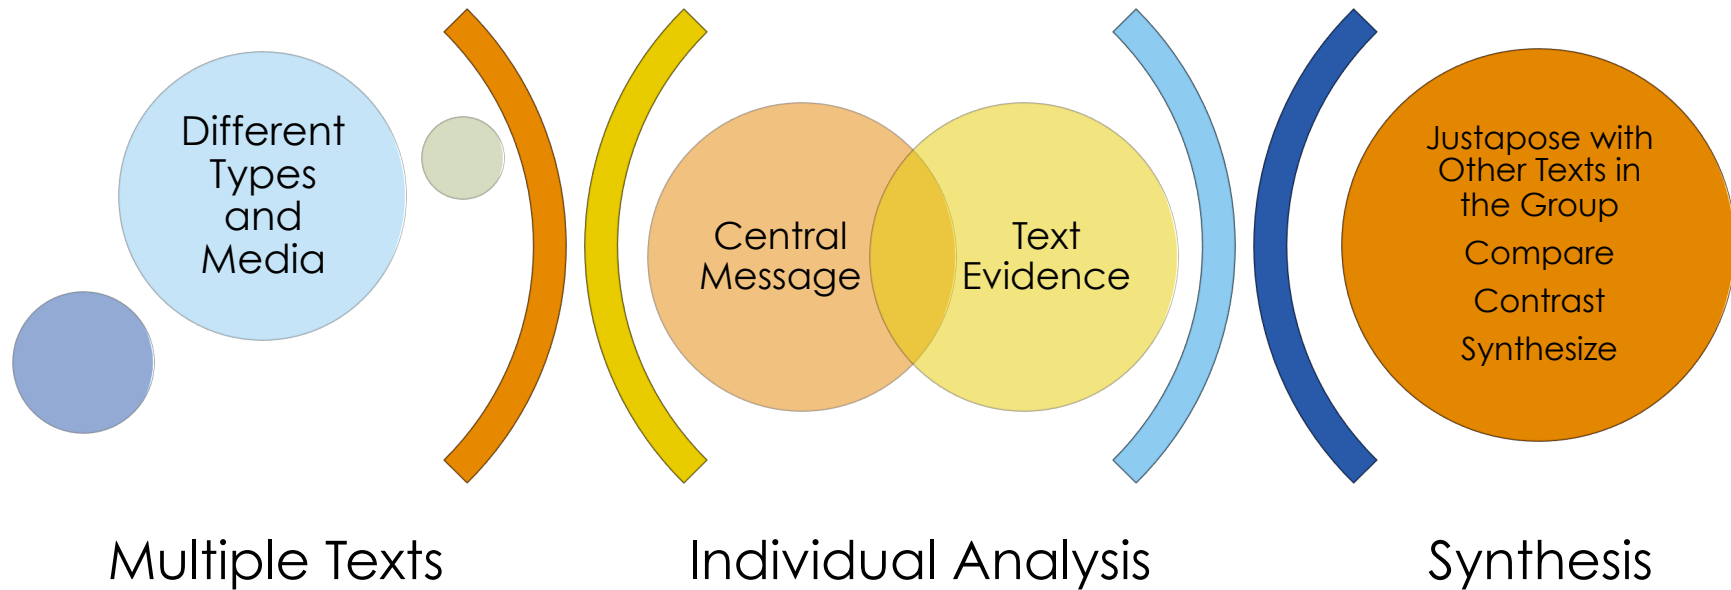 Different
Types
and
Media
Multiple Texts
Central
Message
Text
Evidence
Individual Analysis
Justapose with
Other Texts in
the Group
Compare
Contrast
Synthesize
Synthesis